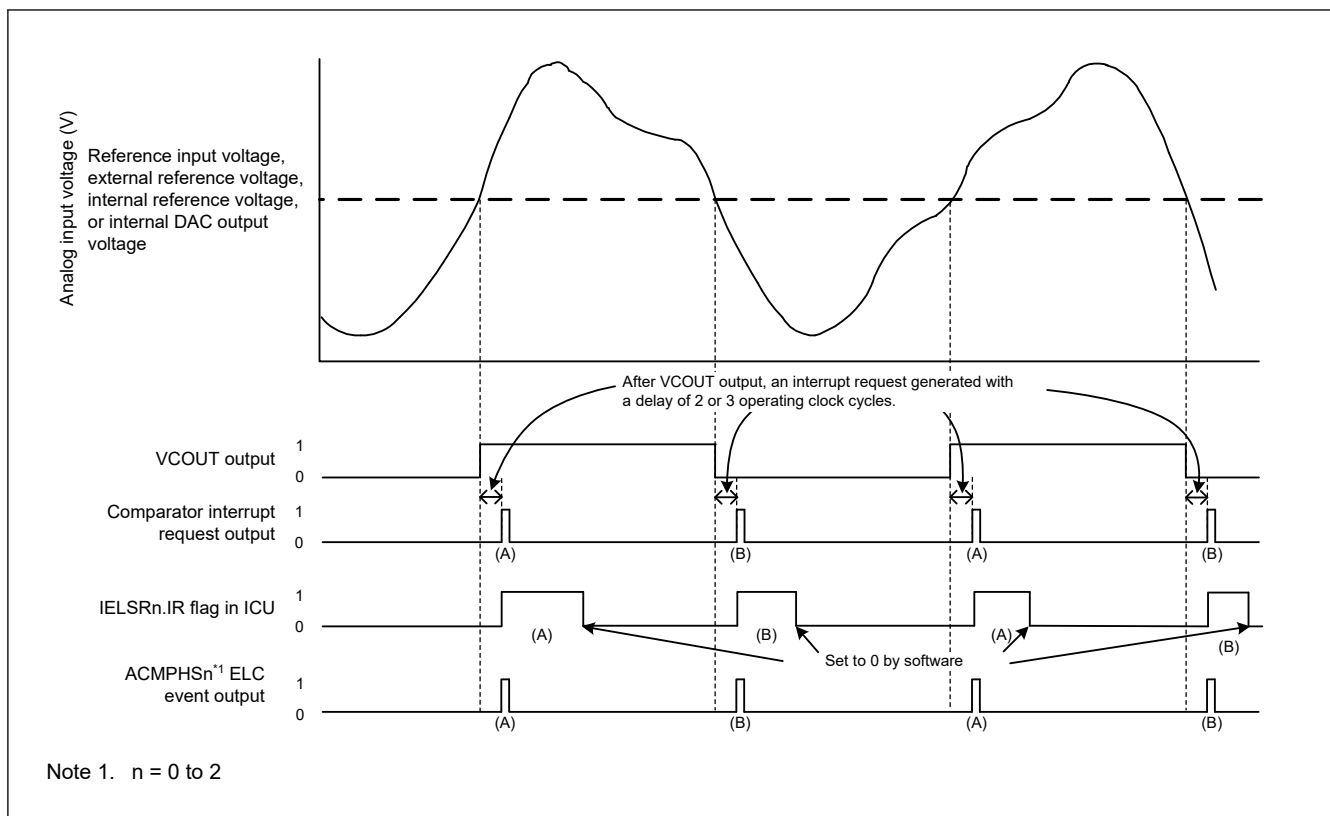 Analog input voltage (V)
Reference input voltage,
external reference voltage,
internal reference voltage,
or internal DAC output
voltage
After VCOUT output, an interrupt request generated with
a delay of 2 or 3 operating clock cycles.
VCOUT output
1
0
Comparator interrupt
request output
1
0
(A)
(B)
(A)
(B)
IELSRn.IR flag in ICU
1
0
(A)
(B)
(A)
(B)
Set to 0 by software
ACMPHSn*1 ELC
event output
1
0
(A)
(B)
(A)
(B)
Note 1. n = 0 to 2